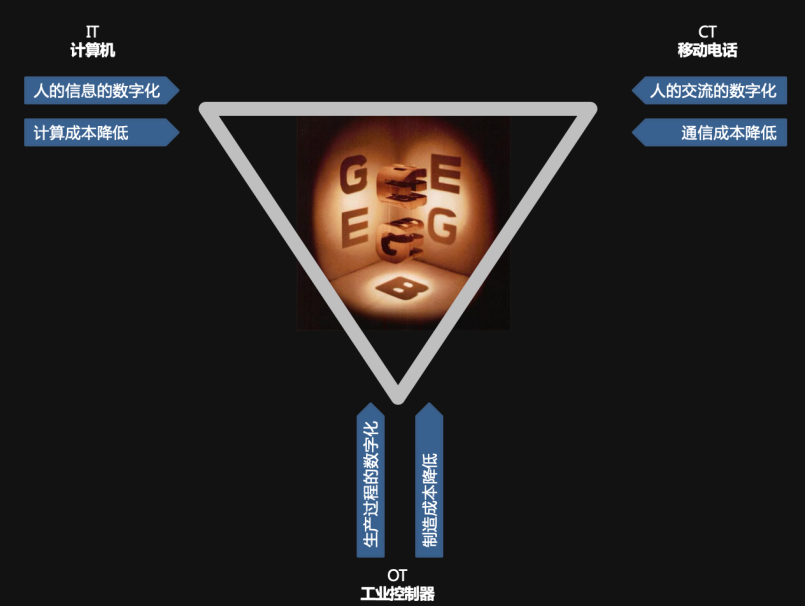 IT
计算机
人的信息的数字化
计算成本降低
CT
移动电话
人的交流的数字化
通信成本降低
G E
E G
G
B
生产过程的数字化
制造成本降低
OT
工业控制器